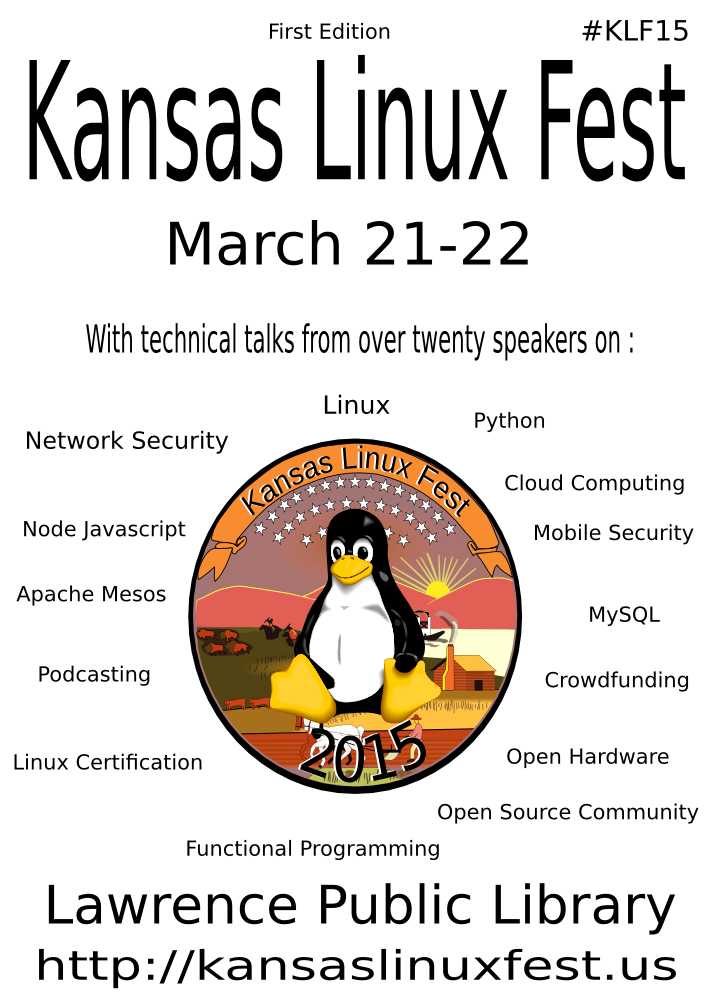 First Edition
#KLF15
Kansas Linux Fest
March 21-22
With technical talks from over twenty speakers on :
Linux
Python
Network Security
Kansas Linux Fest
Cloud Computing
Node Javascript
Mobile Security
Apache Mesos
MySQL
Podcasting
Crowdfunding
2015
Linux Certification
Open Hardware
Open Source Community
Functional Programming
Lawrence Public Library
http://kansaslinuxfest.us